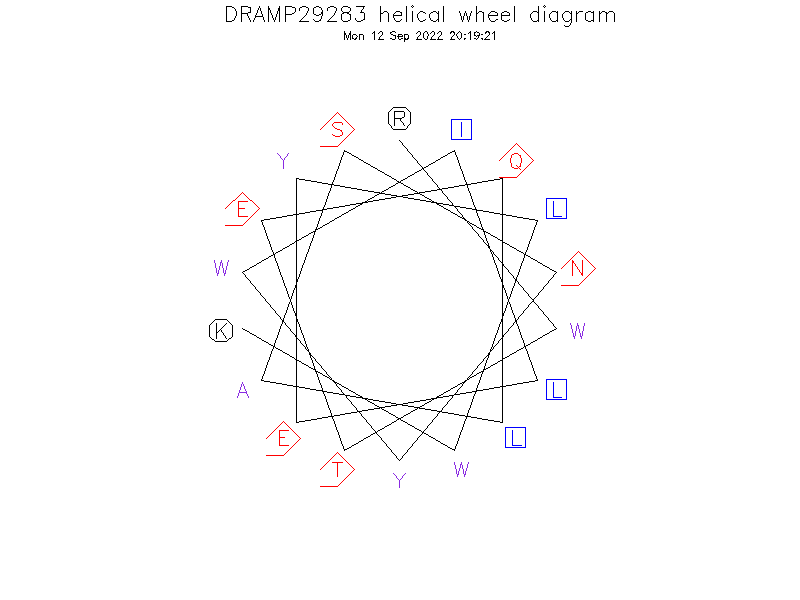 DRAMP29283 helical wheel diagram
Mon 12 Sep 2022 20:19:21
R
S I
Y Q
E L
W N
K W
A L
E L
T W
Y